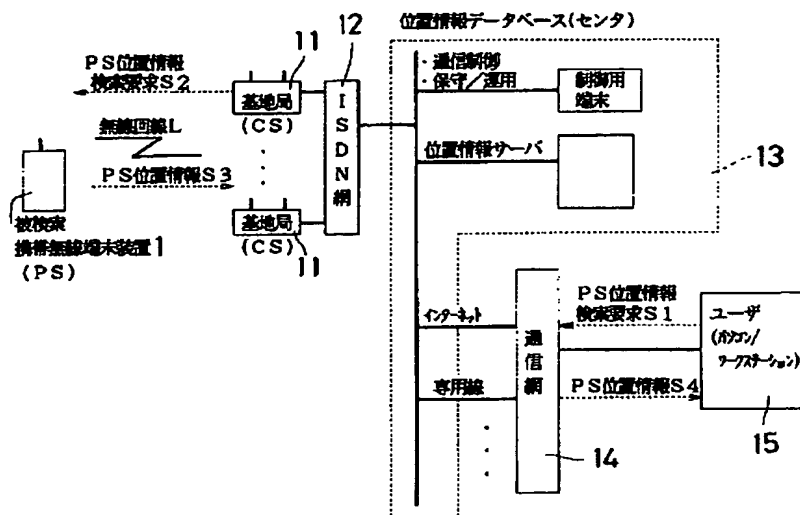 位置情報データベース(センタ)
12
11
ＰＳ位置情報
検索要求Ｓ２
基地局
(ＣＳ)
ＩＳＤＮ網
・通信制御
・保守／運用
制御用
端末
無線回線Ｌ
ＰＳ位置情報Ｓ３
位置情報サーバ
13
被検索
携帯無線端末装置1
(ＰＳ)
基地局
(ＣＳ)
11
インターネット
通信網
ＰＳ位置情報
検索要求Ｓ１
ユーザ
(パソコン/
ワークステーション)
専用線
ＰＳ位置情報Ｓ４
14
15